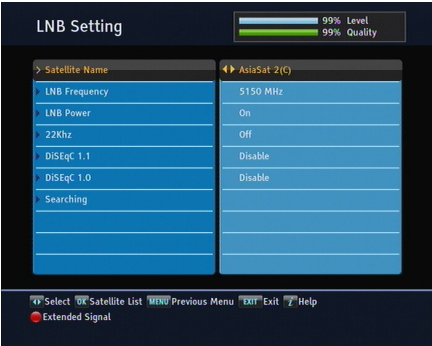 LNB Setting
99% Level
99% Quality
> Satellite Name AsiaSat 2(C)
LNB Frequency 5150 MHz
LNB Power On
22Khz Off
DiSEqC 1.1 Disable
DiSEqC 1.0 Disable
Searching
Select OK Satellite List MENU Previous Menu EXIT Exit i Help
Extended Signal